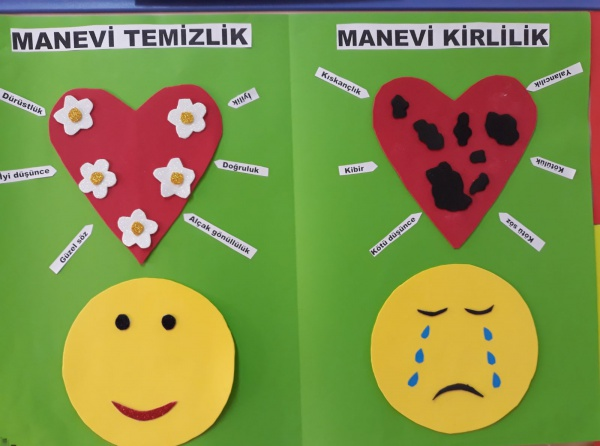 MANEVİ TEMİZLİK
Dürüstlük
İyilik
İyi düşünce
Doğruluk
Güzel söz
Alçak gönüllülük
MANEVİ KİRLİLİK
Kıskançlık
Yalancılık
Kibir
Kötülük
Kötü düşünce
Kötü söz